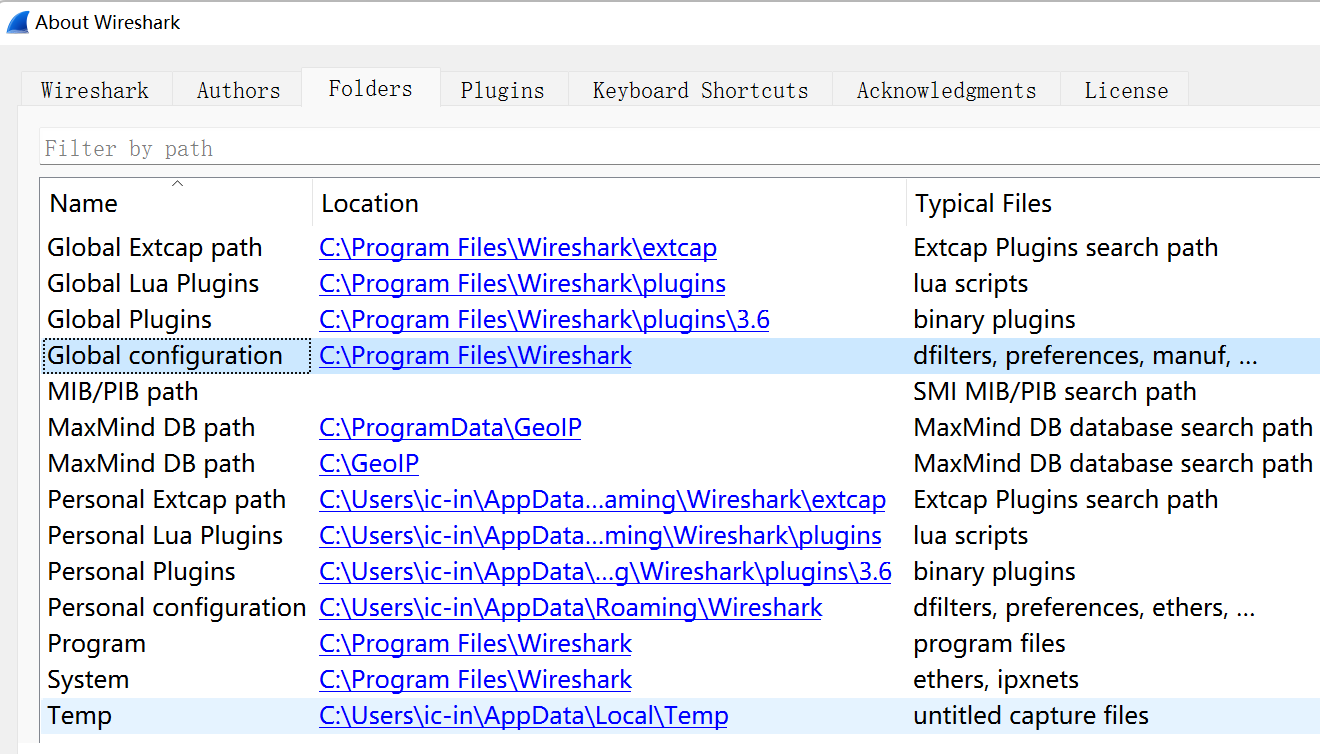 About Wireshark
Wireshark Authors Folders Plugins Keyboard Shortcuts Acknowledgments License
Filter by path
Name Location Typical Files
Global Extcap path C:\Program Files\Wireshark\extcap Extcap Plugins search path
Global Lua Plugins C:\Program Files\Wireshark\plugins lua scripts
Global Plugins C:\Program Files\Wireshark\plugins\3.6 binary plugins
Global configuration C:\Program Files\Wireshark dfilters, preferences, manuf, ...
MIB/PIB path SMI MIB/PIB search path
MaxMind DB path C:\ProgramData\GeoIP MaxMind DB database search path
MaxMind DB path C:\GeoIP MaxMind DB database search path
Personal Extcap path C:\Users\ic-in\AppData...aming\Wireshark\extcap Extcap Plugins search path
Personal Lua Plugins C:\Users\ic-in\AppData...ming\Wireshark\plugins lua scripts
Personal Plugins C:\Users\ic-in\AppData\...g\Wireshark\plugins\3.6 binary plugins
Personal configuration C:\Users\ic-in\AppData\Roaming\Wireshark dfilters, preferences, ethers, ...
Program C:\Program Files\Wireshark program files
System C:\Program Files\Wireshark ethers, ipxnets
Temp C:\Users\ic-in\AppData\Local\Temp untitled capture files